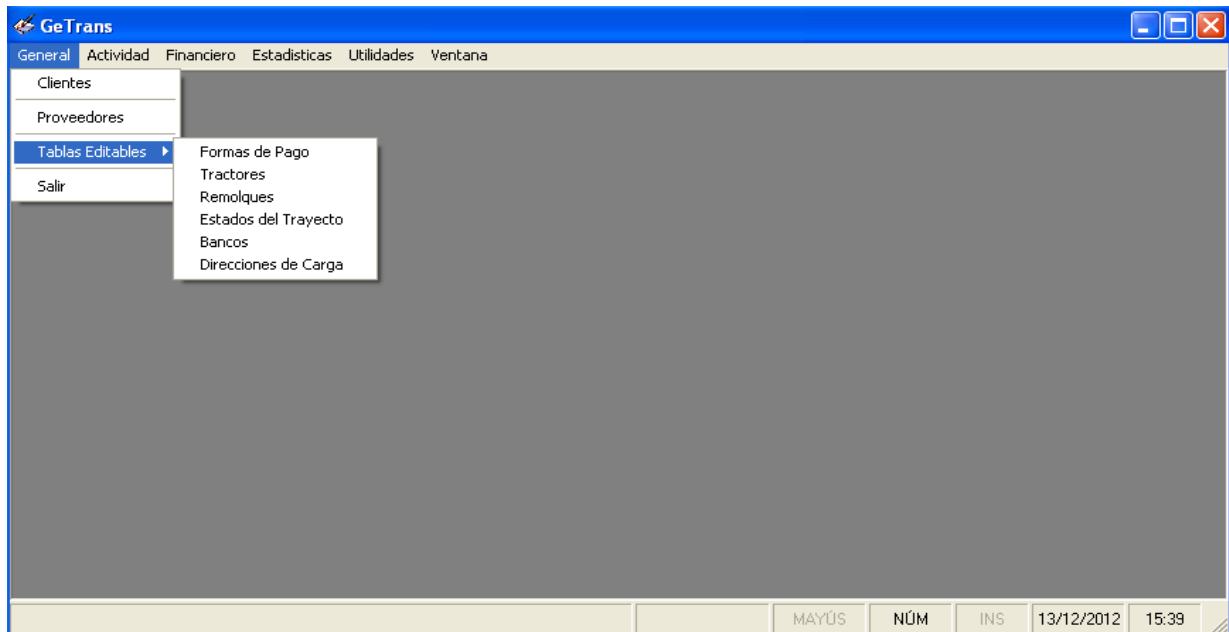 GeTrans
General Actividad Financiero Estadisticas Utilidades Ventana
Clientes
Proveedores
Tablas Editables
Salir
Formas de Pago
Tractores
Remolques
Estados del Trayecto
Bancos
Direcciones de Carga
MAYÚS NÚM INS 13/12/2012 15:39